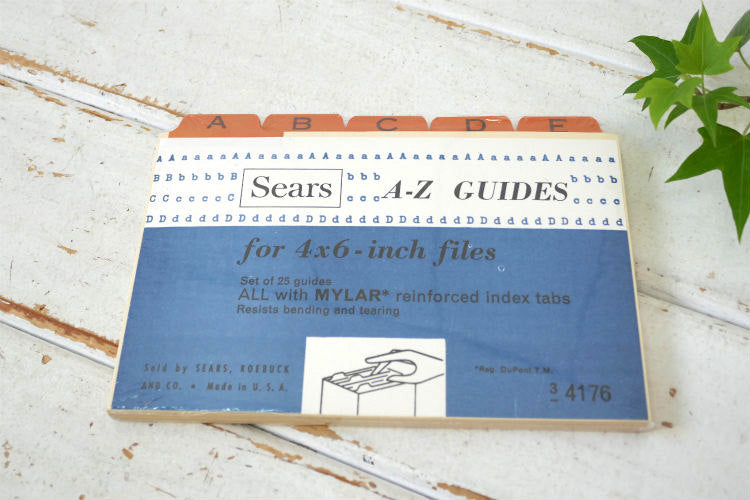 A B C D E
A A a a a a a A A a a a a a A A a a a a a A A a a a a a A A a a a a a A A a a
B B b b b b b B b b b b b b b
Sears A-Z GUIDES
C C c c c c c C c c c c c c
D D d d d d d D D d d d d d D D d d d d d D D d d d d d D D d d d d d D D d d
for 4x6-inch files
Set of 25 guides
ALL with MYLAR* reinforced index tabs
Resists bending and tearing
Sold by SEARS, ROEBUCK
AND CO. • Made in U.S.A.
*Reg. DuPont T.M.
3 – 4176